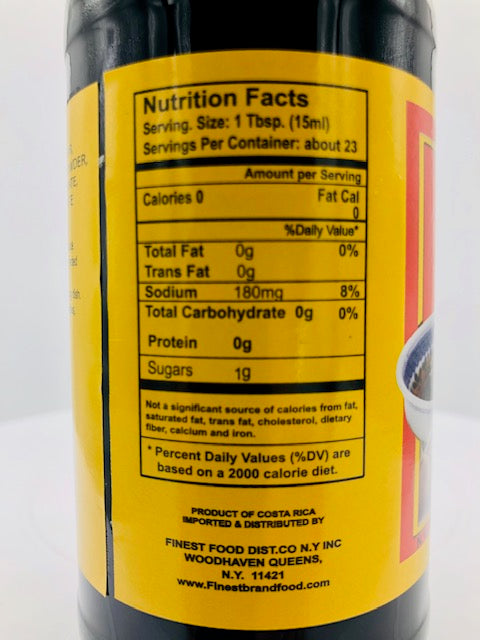 Nutrition Facts
Serving. Size: 1 Tbsp. (15ml)
Servings Per Container: about 23
Amount per Serving
Calories 0 Fat Cal 0
%Daily Value*
Total Fat 0g 0%
Trans Fat 0g
Sodium 180mg 8%
Total Carbohydrate 0g 0%
Protein 0g
Sugars 1g
Not a significant source of calories from fat,
saturated fat, trans fat, cholesterol, dietary
fiber, calcium and iron.
* Percent Daily Values (%DV) are
based on a 2000 calorie diet.
PRODUCT OF COSTA RICA
IMPORTED & DISTRIBUTED BY
FINEST FOOD DIST.CO N.Y INC
WOODHAVEN QUEENS,
N.Y. 11421
www.Finestbrandfood.com